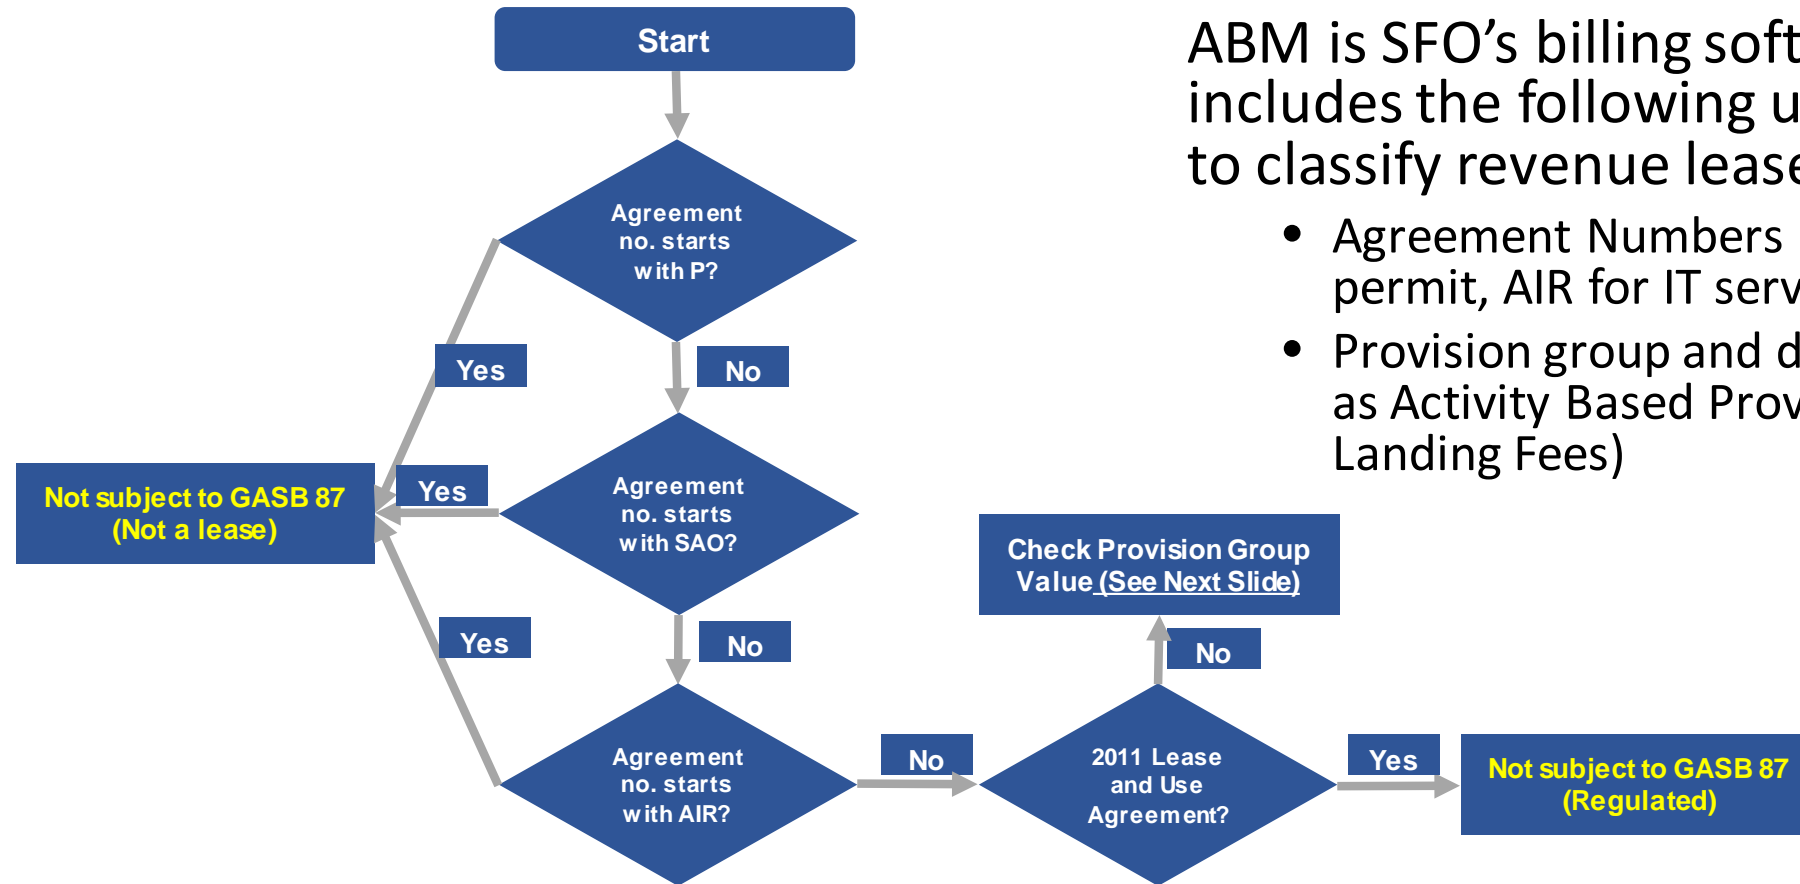 Start
ABM is SFO’s billing soft
includes the following u
to classify revenue lease
• Agreement Numbers
permit, AIR for IT serv
• Provision group and d
as Activity Based Prov
Landing Fees)
Agreement
no. starts
with P?
Yes
No
Not subject to GASB 87
(Not a lease)
Yes
Agreement
no. starts
with SAO?
Check Provision Group
Value (See Next Slide)
Yes
No
No
Agreement
no. starts
with AIR?
No
2011 Lease
and Use
Agreement?
Yes
Not subject to GASB 87
(Regulated)